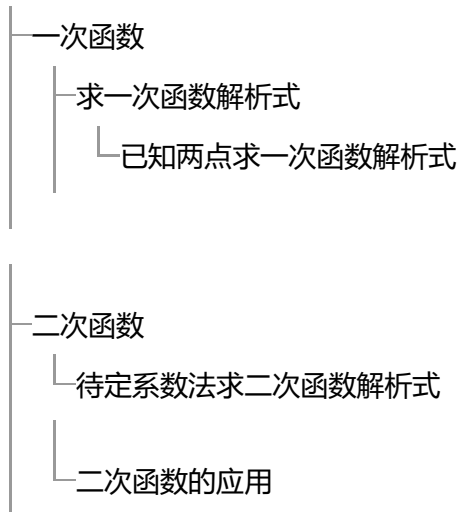 一次函数
求一次函数解析式
已知两点求一次函数解析式
二次函数
待定系数法求二次函数解析式
二次函数的应用